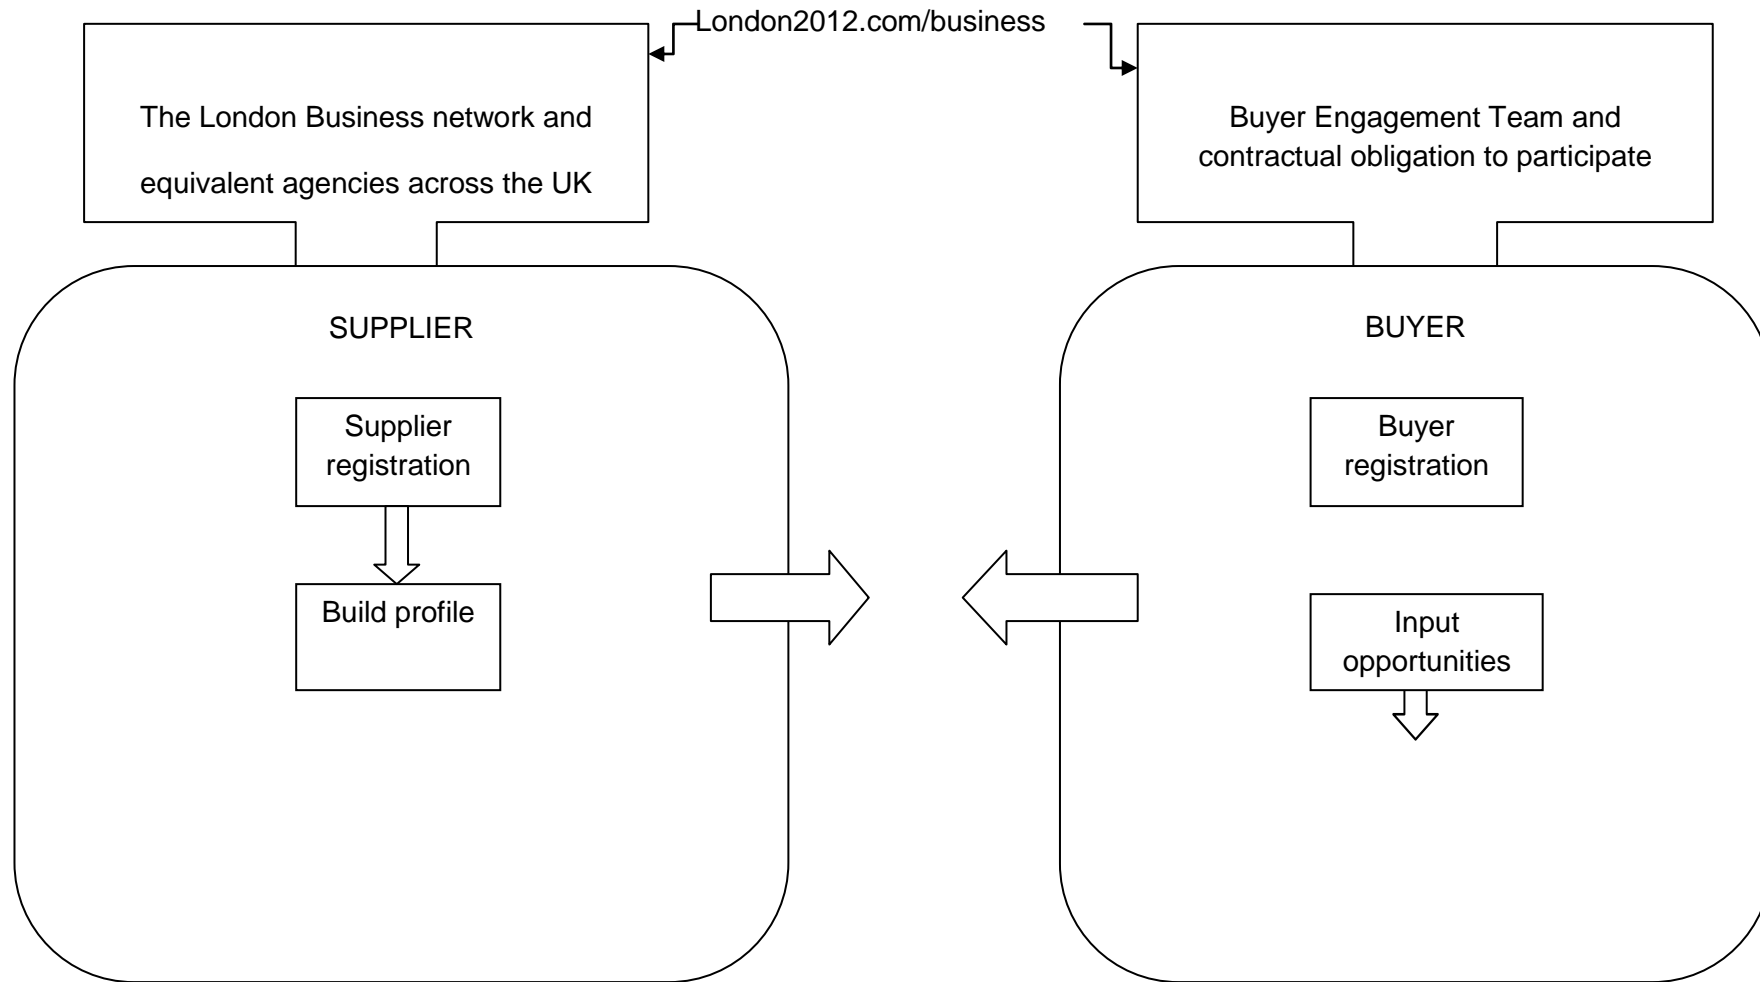 London2012.com/business
The London Business network and
equivalent agencies across the UK
Buyer Engagement Team and
contractual obligation to participate
SUPPLIER
Supplier
registration
Build profile
BUYER
Buyer
registration
Input
opportunities